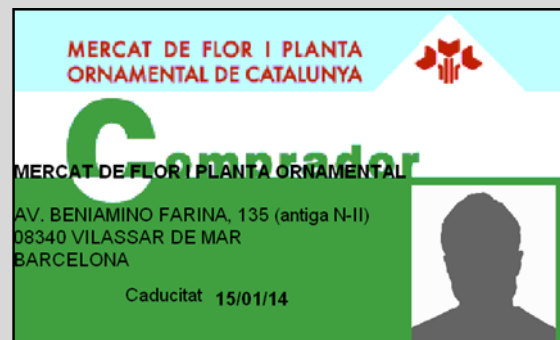 MERCAT DE FLOR I PLANTA
ORNAMENTAL DE CATALUNYA
Comprador
MERCAT DE FLOR I PLANTA ORNAMENTAL
AV. BENIAMINO FARINA, 135 (antiga N-II)
08340 VILASSAR DE MAR
BARCELONA
Caducitat 15/01/14